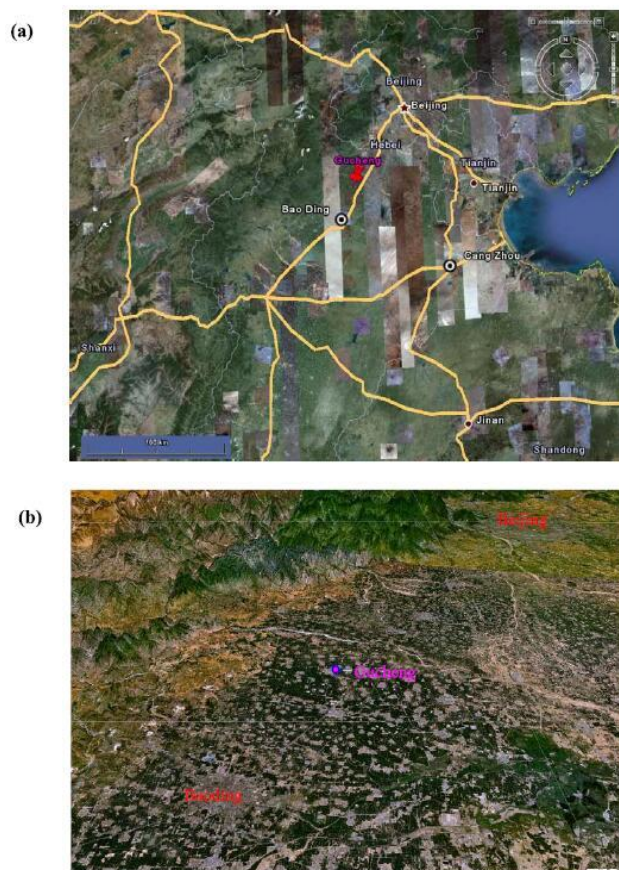 (a)
N
Beijing
Beijing
Hebei
Gucheng
Tianjin
Tianjin
Bao Ding
Cang Zhou
Shanxi
Jinan
Shandong
(b)
Beijing
Gucheng
Baoding